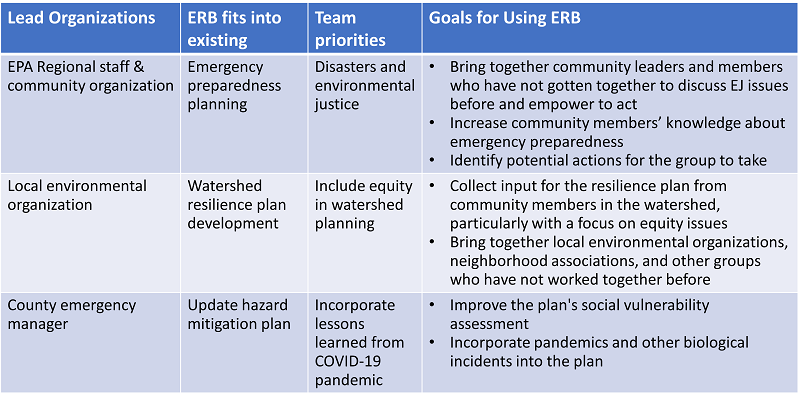 Lead Organizations
ERB fits into
existing
Team
priorities
Goals for Using ERB
EPA Regional staff &
community organization
Emergency
preparedness
planning
Disasters and
environmental
justice
• Bring together community leaders and members
who have not gotten together to discuss EJ issues
before and empower to act
• Increase community members’ knowledge about
emergency preparedness
• Identify potential actions for the group to take
Local environmental
organization
Watershed
resilience plan
development
Include equity
in watershed
planning
• Collect input for the resilience plan from
community members in the watershed,
particularly with a focus on equity issues
• Bring together local environmental organizations,
neighborhood associations, and other groups
who have not worked together before
County emergency
manager
Update hazard
mitigation plan
Incorporate
lessons
learned from
COVID-19
pandemic
• Improve the plan's social vulnerability
assessment
• Incorporate pandemics and other biological
incidents into the plan